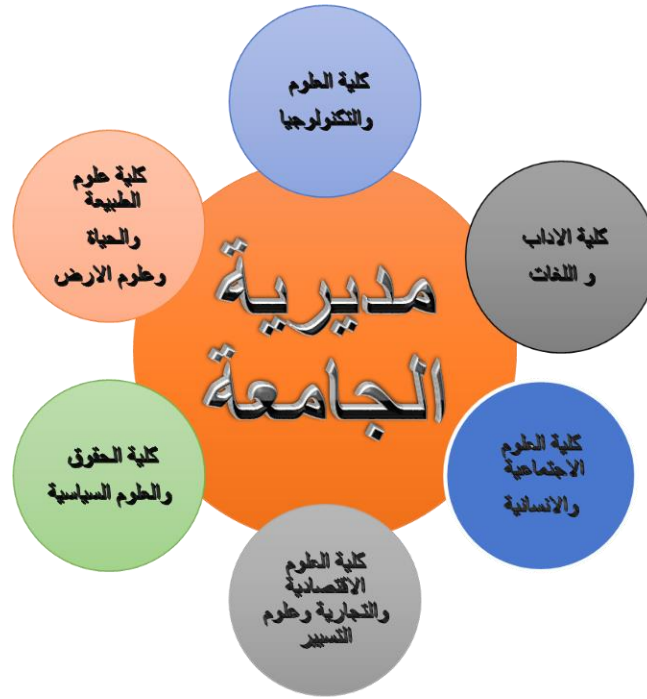 كلية العلوم
والتكنولوجيا
كلية الاداب
و اللغات
كلية العلوم
الاجتماعية
والانسانية
كلية العلوم
الاقتصادية
والتجارية وعلوم
التسيير
كلية الحقوق
والعلوم السياسية
كلية علوم
الطبيعة
والحياة
وعلوم الارض
مديرية
الجامعة